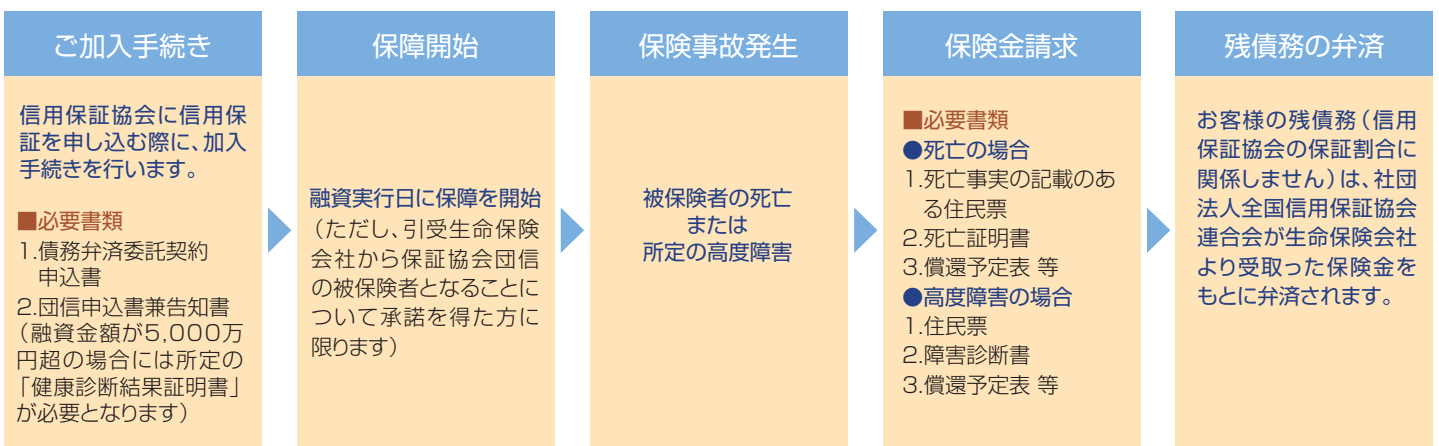 ご加入手続き
信用保証協会に信用保
証を申し込む際に、加入
手続きを行います。
■必要書類
1.債務弁済委託契約
申込書
2.団信申込書兼告知書
（融資金額が5,000万
円超の場合には所定の
「健康診断結果証明書」
が必要となります）
保障開始
融資実行日に保障を開始
（ただし、引受生命保険
会社から保証協会団信
の被保険者となることに
ついて承諾を得た方に
限ります）
保険事故発生
被保険者の死亡
または
所定の高度障害
保険金請求
■必要書類
●死亡の場合
1.死亡事実の記載のあ
る住民票
2.死亡証明書
3.償還予定表 等
●高度障害の場合
1.住民票
2.障害診断書
3.償還予定表 等
残債務の弁済
お客様の残債務（信用
保証協会の保証割合に
関係しません）は、社団
法人全国信用保証協会
連合会が生命保険会社
より受取った保険金を
もとに弁済されます。